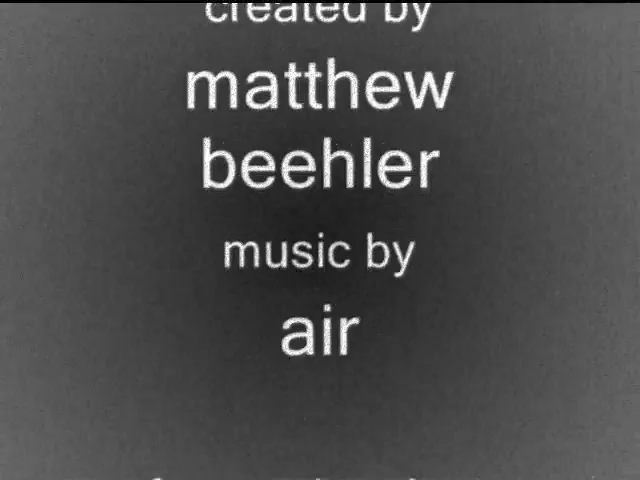 created by
matthew
beehler
music by
air